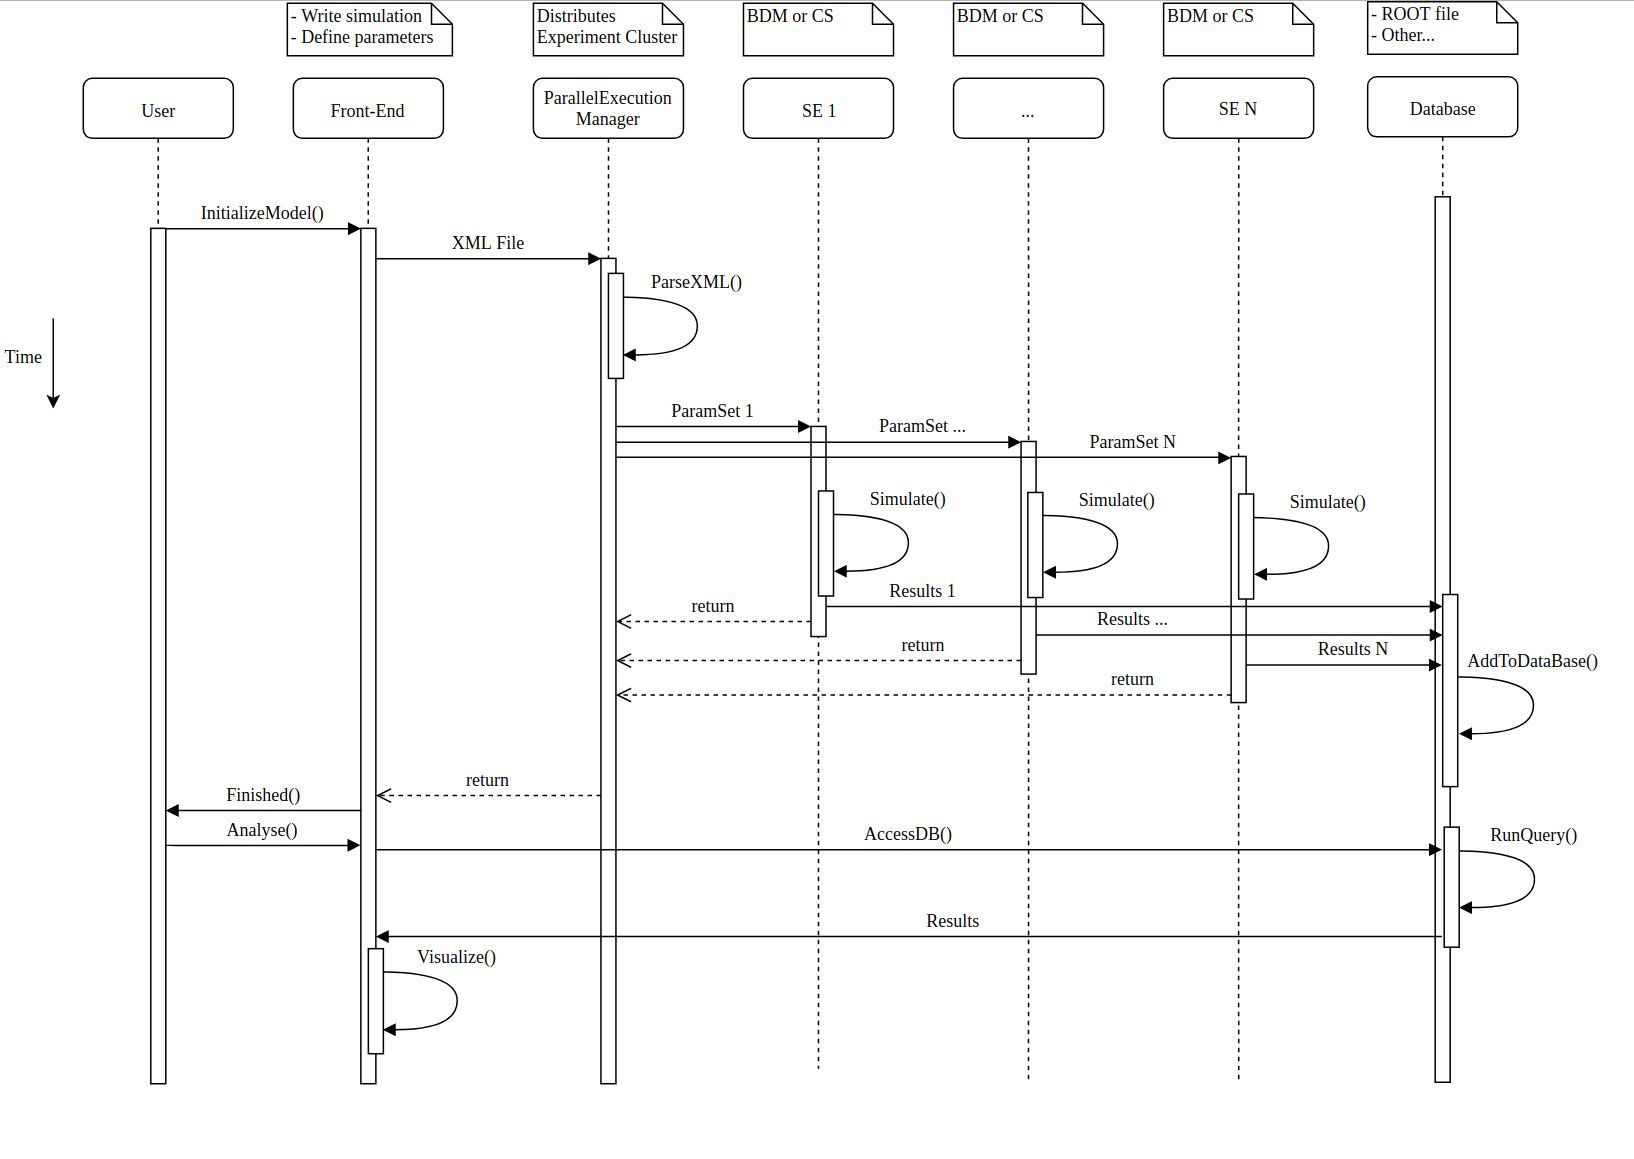 - Write simulation
- Define parameters
Distributes
Experiment Cluster
BDM or CS
BDM or CS
BDM or CS
- ROOT file
- Other...
User
Front-End
ParallelExecution
Manager
SE 1
...
SE N
Database
InitializeModel()
XML File
ParseXML()
Time
ParamSet 1
ParamSet ...
ParamSet N
Simulate()
Simulate()
Simulate()
Results 1
return
Results ...
return
Results N
AddToDataBase()
return
return
Finished()
Analyse()
AccessDB()
RunQuery()
Results
Visualize()